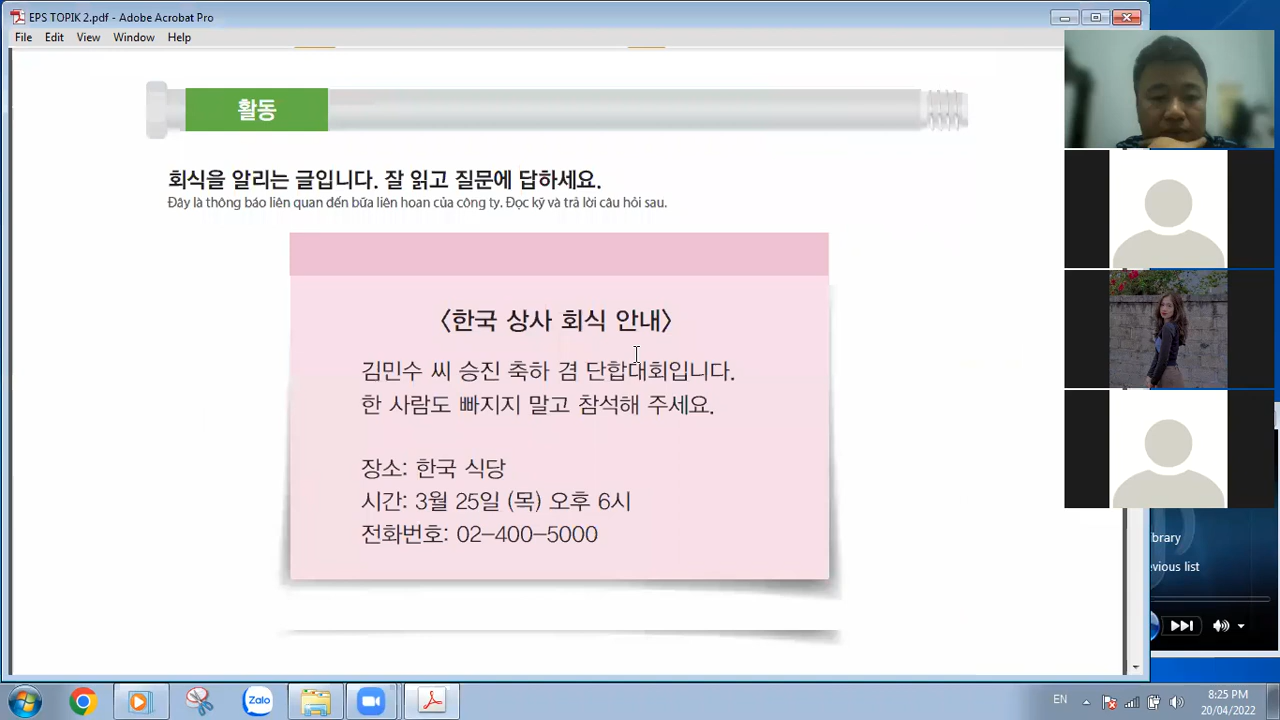 EPS TOPIK 2.pdf - Adobe Acrobat Pro
File Edit View Window Help
활동
회식을 알리는 글입니다. 잘 읽고 질문에 답하세요.
Đây là thông báo liên quan đến bữa liên hoan của công ty. Đọc kỹ và trả lời câu hỏi sau.
<한국 상사 회식 안내>
김민수 씨 승진 축하 겸 단합대회입니다.
한 사람도 빠지지 말고 참석해 주세요.
장소: 한국 식당
시간: 3월 25일 (목) 오후 6시
전화번호: 02-400-5000
ibrary
evious list
Zalo
EN
8:25 PM
20/04/2022